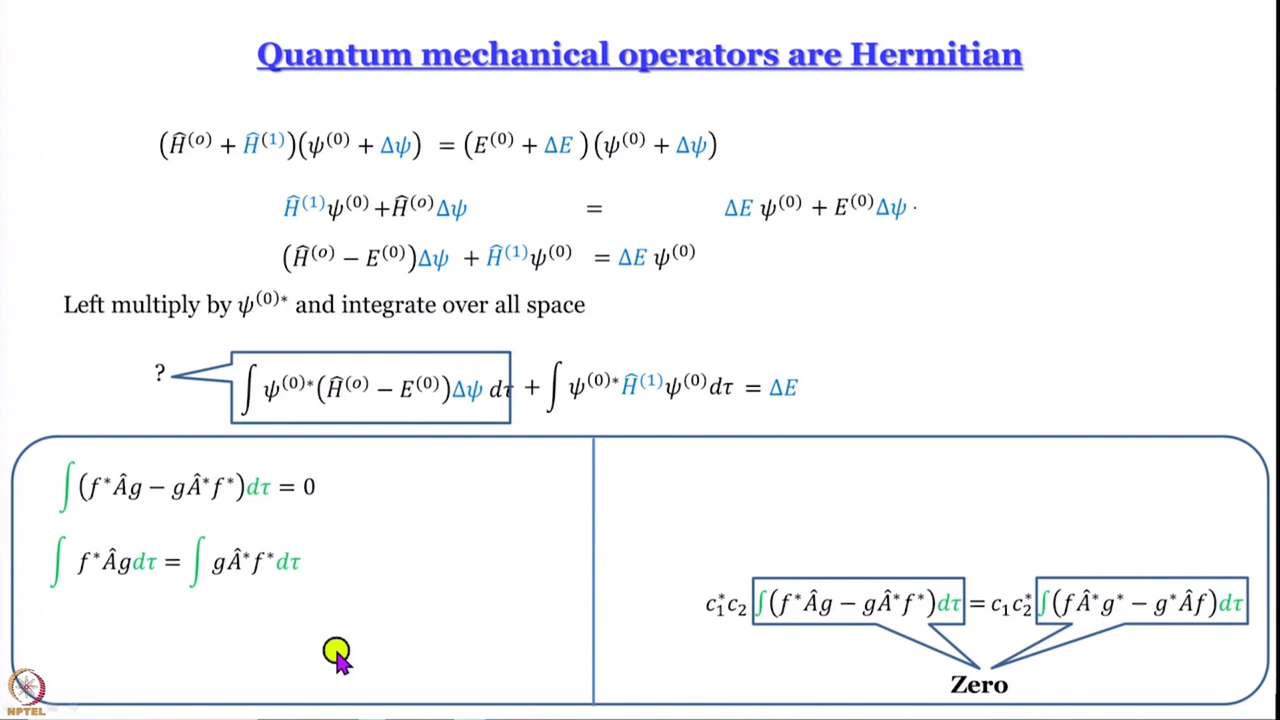 Quantum mechanical operators are Hermitian
(Ĥ⁽ᵒ⁾ + Ĥ⁽¹⁾)(ψ⁽⁰⁾ + Δψ) = (E⁽⁰⁾ + ΔE )(ψ⁽⁰⁾ + Δψ)
Ĥ⁽¹⁾ψ⁽⁰⁾+Ĥ⁽ᵒ⁾Δψ = ΔE ψ⁽⁰⁾ + E⁽⁰⁾Δψ ·
(Ĥ⁽ᵒ⁾ − E⁽⁰⁾)Δψ + Ĥ⁽¹⁾ψ⁽⁰⁾ = ΔE ψ⁽⁰⁾
Left multiply by ψ⁽⁰⁾* and integrate over all space
? ∫ψ⁽⁰⁾*(Ĥ⁽ᵒ⁾ − E⁽⁰⁾)Δψ dτ + ∫ψ⁽⁰⁾*Ĥ⁽¹⁾ψ⁽⁰⁾dτ = ΔE
∫(f*Âg − gÂ*f*)dτ = 0
∫ f*Âgdτ = ∫ gÂ*f*dτ
c₁*c₂ ∫(f*Âg − gÂ*f*)dτ = c₁c₂* ∫(fÂ*g* − g*Âf)dτ
Zero
NPTEL